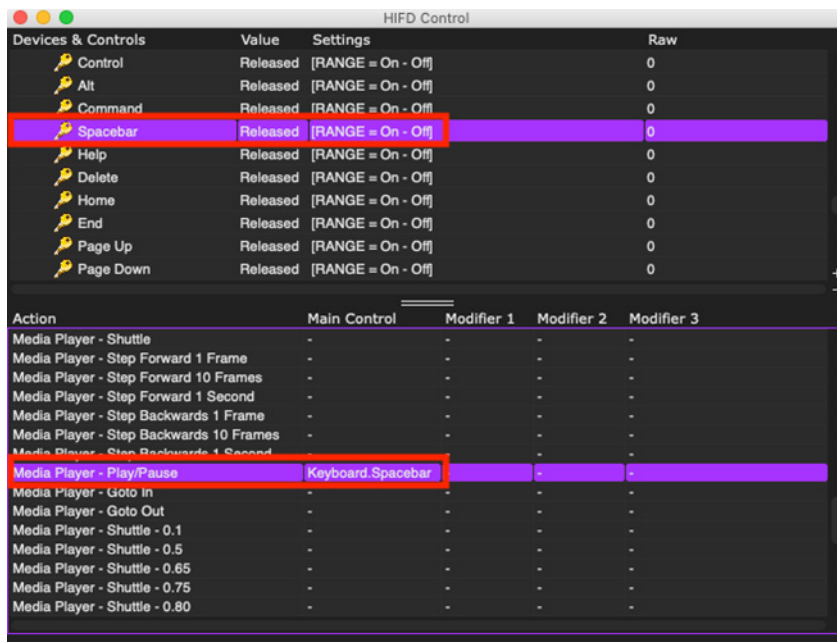 HIFD Control
Devices & Controls Value Settings Raw
Control Released [RANGE = On - Off] 0
Alt Released [RANGE = On - Off] 0
Command Released [RANGE = On - Off] 0
Spacebar Released [RANGE = On - Off] 0
Help Released [RANGE = On - Off] 0
Delete Released [RANGE = On - Off] 0
Home Released [RANGE = On - Off] 0
End Released [RANGE = On - Off] 0
Page Up Released [RANGE = On - Off] 0
Page Down Released [RANGE = On - Off] 0
Action Main Control Modifier 1 Modifier 2 Modifier 3
Media Player - Shuttle - - - -
Media Player - Step Forward 1 Frame - - - -
Media Player - Step Forward 10 Frames - - - -
Media Player - Step Forward 1 Second - - - -
Media Player - Step Backwards 1 Frame - - - -
Media Player - Step Backwards 10 Frames - - - -
Media Player - Step Backwards 1 Second - - - -
Media Player - Play/Pause Keyboard.Spacebar - - -
Media Player - Goto In - - - -
Media Player - Goto Out - - - -
Media Player - Shuttle - 0.1 - - - -
Media Player - Shuttle - 0.5 - - - -
Media Player - Shuttle - 0.65 - - - -
Media Player - Shuttle - 0.75 - - - -
Media Player - Shuttle - 0.80 - - - -